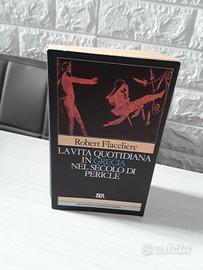 Robert Flacelière
LA VITA QUOTIDIANA
IN GRECIA
NEL SECOLO DI
PERICLE
BUR
subito